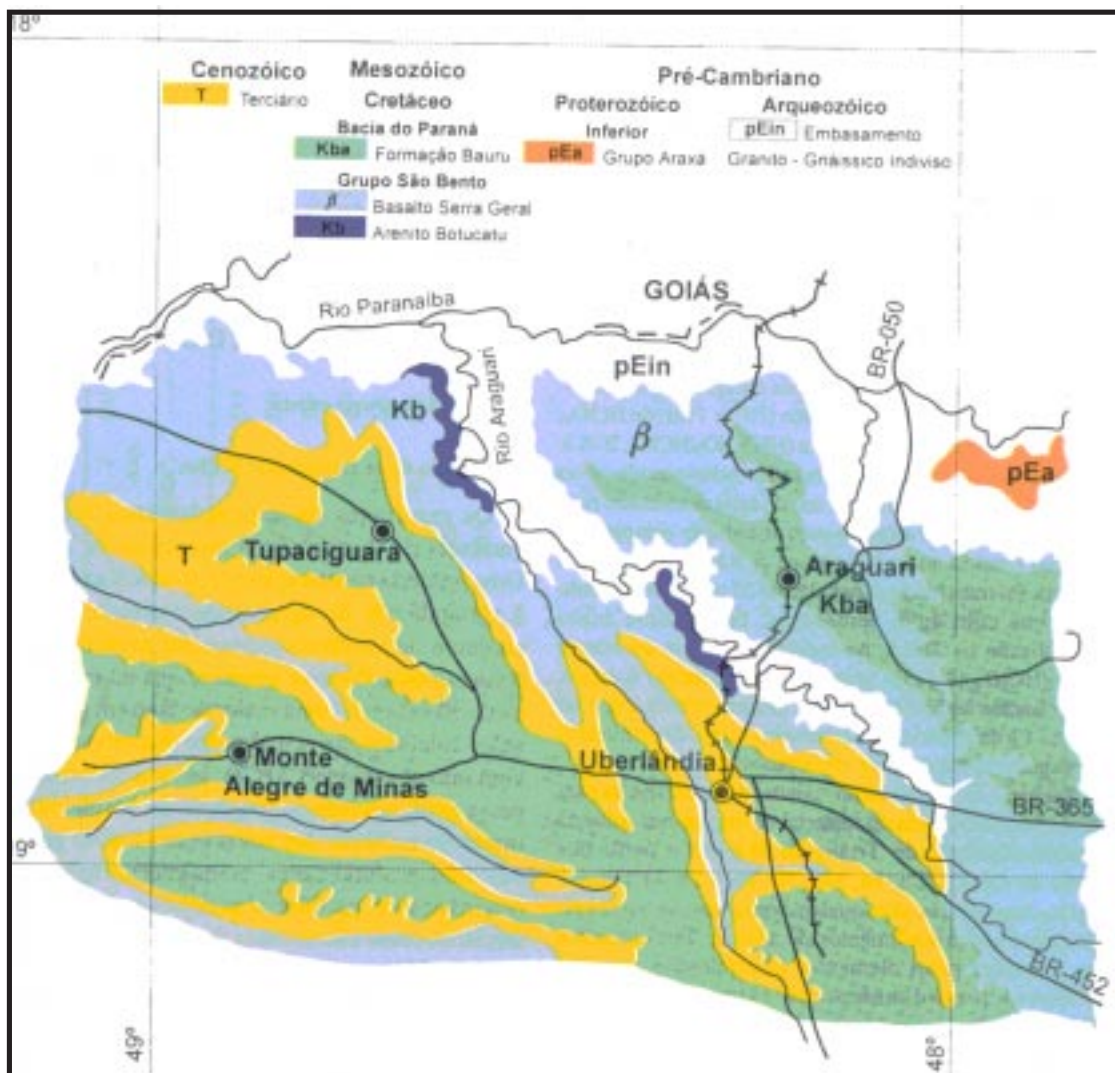 18º
Cenozóico Mesozóico Pré-Cambriano
T Terciário Cretáceo Proterozóico Arqueozóico
Bacia do Paraná Inferior pEin Embasamento
Kba Formação Bauru pEa Grupo Araxa Granito - Gnáissico Indiviso
Grupo São Bento
β Basalto Serra Geral
Kb Arenito Botucatu
Rio Paranaiba
GOIÁS
BR-050
pEin
Kb
Rio Araguari
β
pEa
T
Tupaciguara
Araguari
Kba
Monte
Alegre de Minas
Uberlândia
BR-365
9º
BR-452
49º
48º